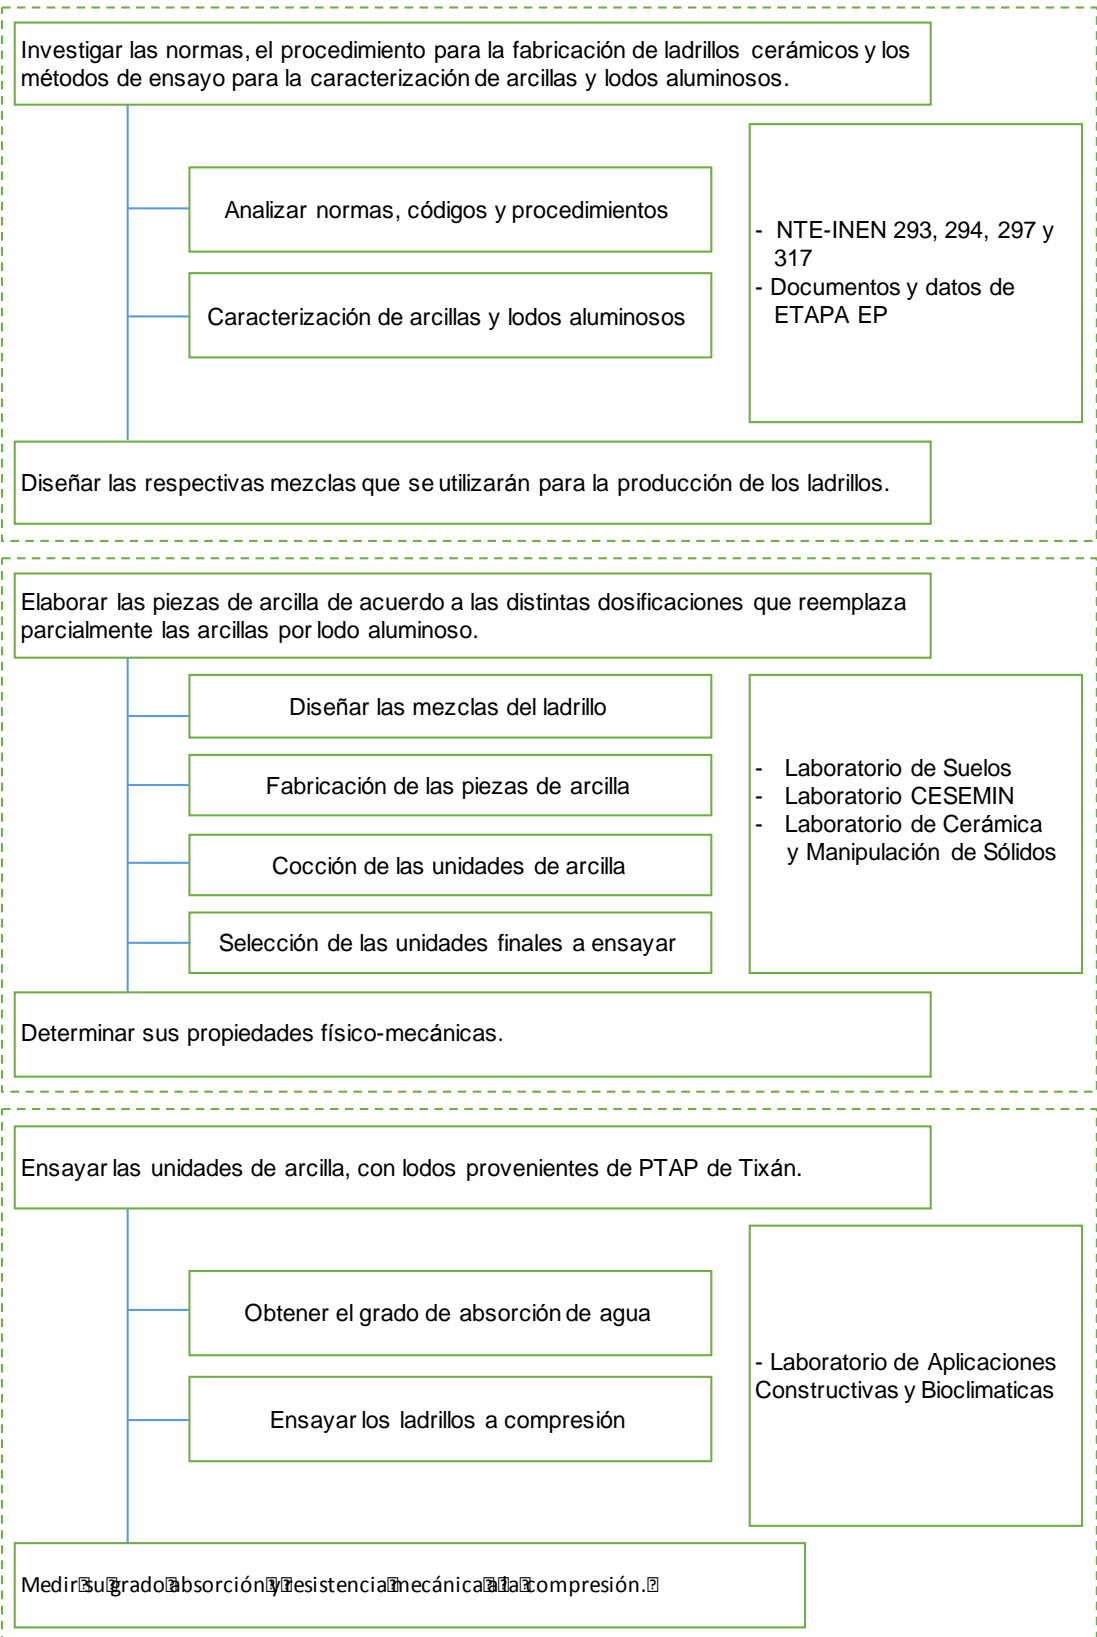 Investigar las normas, el procedimiento para la fabricación de ladrillos cerámicos y los
métodos de ensayo para la caracterización de arcillas y lodos aluminosos.
Analizar normas, códigos y procedimientos
Caracterización de arcillas y lodos aluminosos
- NTE-INEN 293, 294, 297 y
317
- Documentos y datos de
ETAPA EP
Diseñar las respectivas mezclas que se utilizarán para la producción de los ladrillos.
Elaborar las piezas de arcilla de acuerdo a las distintas dosificaciones que reemplaza
parcialmente las arcillas por lodo aluminoso.
Diseñar las mezclas del ladrillo
Fabricación de las piezas de arcilla
Cocción de las unidades de arcilla
Selección de las unidades finales a ensayar
- Laboratorio de Suelos
- Laboratorio CESEMIN
- Laboratorio de Cerámica
y Manipulación de Sólidos
Determinar sus propiedades físico-mecánicas.
Ensayar las unidades de arcilla, con lodos provenientes de PTAP de Tixán.
Obtener el grado de absorción de agua
Ensayar los ladrillos a compresión
- Laboratorio de Aplicaciones
Constructivas y Bioclimaticas
Medir su grado absorción y resistencia mecánica a la compresión.